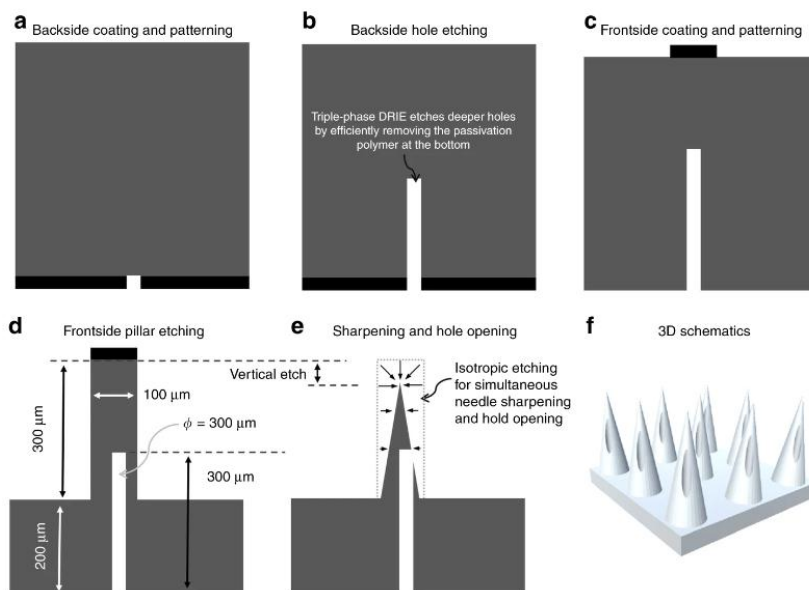 a
Backside coating and patterning
b
Backside hole etching
Triple-phase DRIE etches deeper holes
by efficiently removing the passivation
polymer at the bottom
c
Frontside coating and patterning
d
Frontside pillar etching
300 μm
100 μm
ϕ = 300 μm
300 μm
200 μm
e
Sharpening and hole opening
Vertical etch
Isotropic etching
for simultaneous
needle sharpening
and hold opening
f
3D schematics